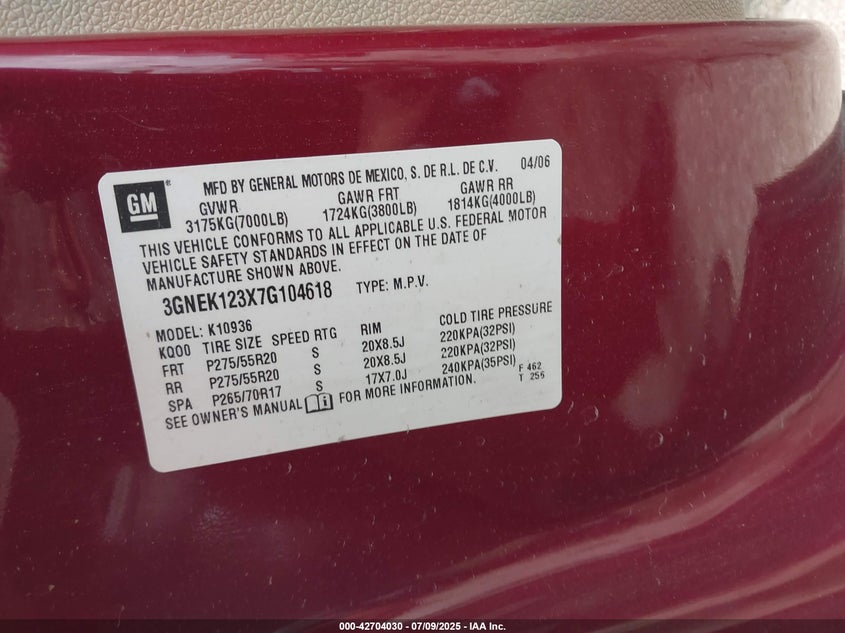 GM®
MFD BY GENERAL MOTORS DE MEXICO, S. DE R.L. DE C.V. 04/06
GVWR GAWR FRT GAWR RR
3175KG(7000LB) 1724KG(3800LB) 1814KG(4000LB)
THIS VEHICLE CONFORMS TO ALL APPLICABLE U.S. FEDERAL MOTOR
VEHICLE SAFETY STANDARDS IN EFFECT ON THE DATE OF
MANUFACTURE SHOWN ABOVE.
3GNEK123X7G104618 TYPE: M.P.V.
MODEL: K10936
KQ00 TIRE SIZE SPEED RTG RIM COLD TIRE PRESSURE
FRT P275/55R20 S 20X8.5J 220KPA(32PSI)
RR P275/55R20 S 20X8.5J 220KPA(32PSI)
SPA P265/70R17 S 17X7.0J 240KPA(35PSI)
SEE OWNER'S MANUAL FOR MORE INFORMATION.
F 462
T 256
000-42704030 - 07/09/2025 - IAA Inc.